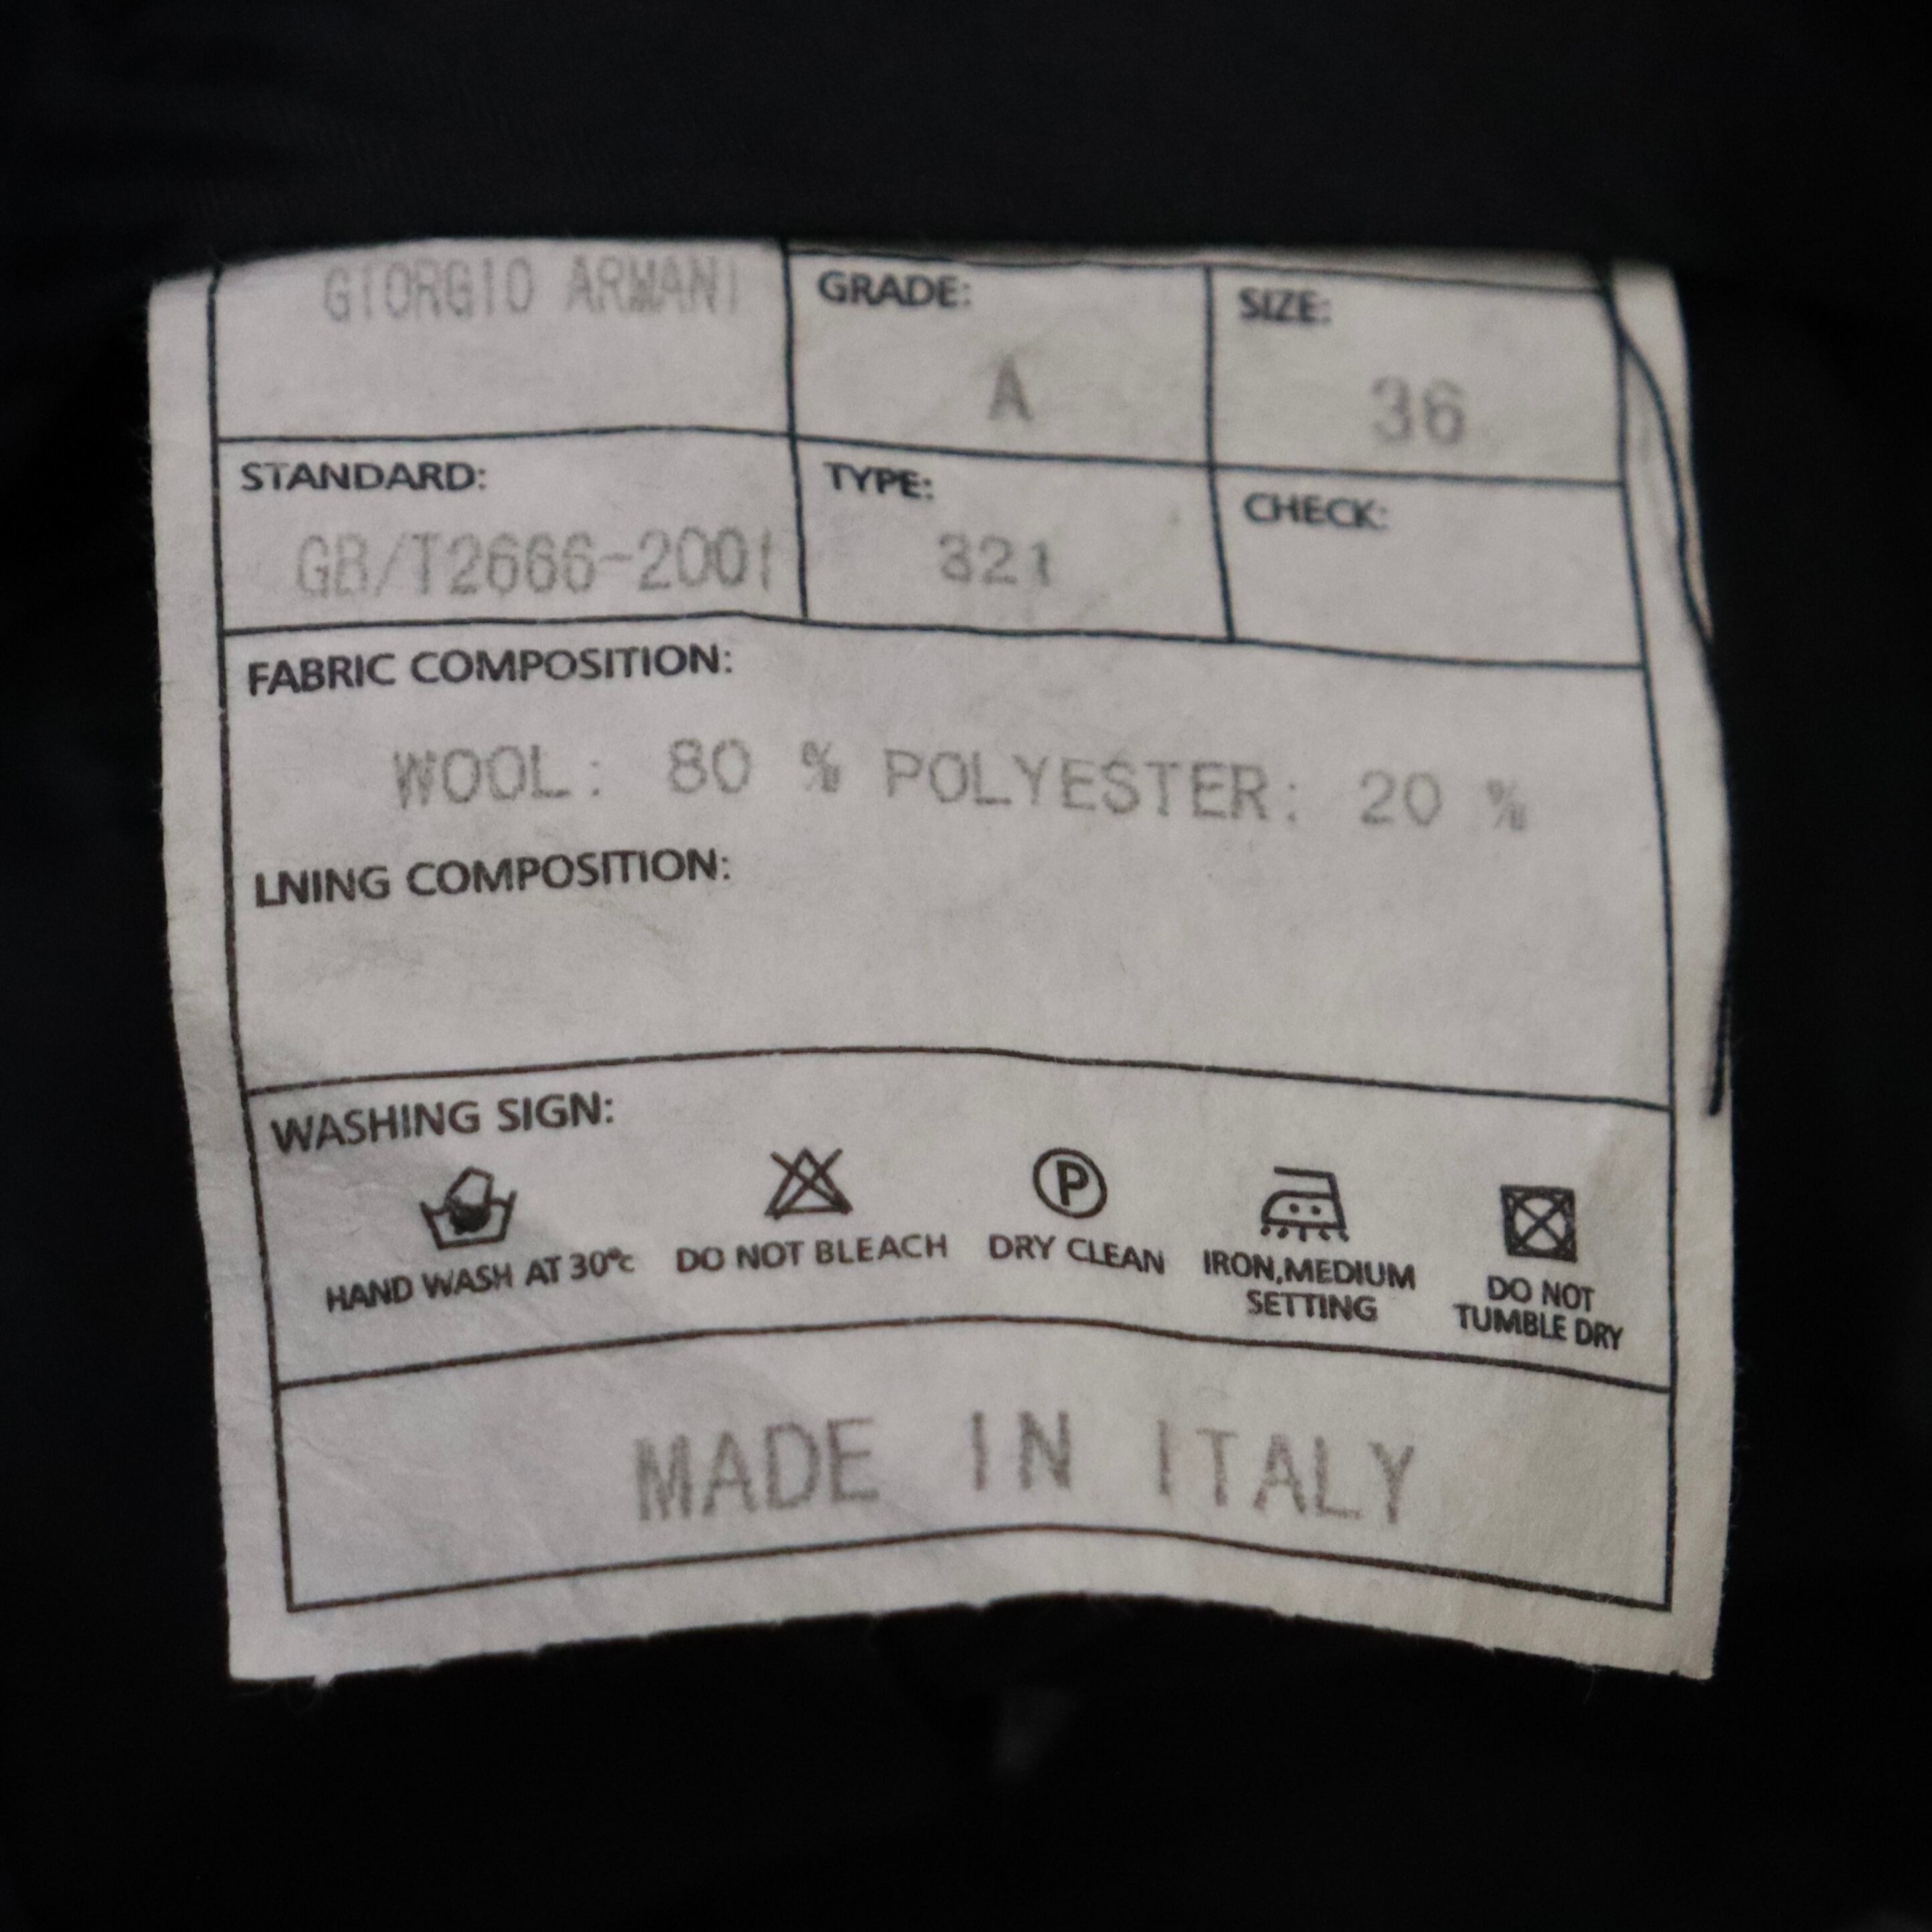 GIORGIO ARMANI
GRADE:
A
SIZE:
36
STANDARD:
GB/T2666-2001
TYPE:
321
CHECK:
FABRIC COMPOSITION:
WOOL: 80 % POLYESTER: 20 %
LNING COMPOSITION:
WASHING SIGN:
HAND WASH AT 30°c
DO NOT BLEACH
P
DRY CLEAN
IRON,MEDIUM
SETTING
DO NOT
TUMBLE DRY
MADE IN ITALY